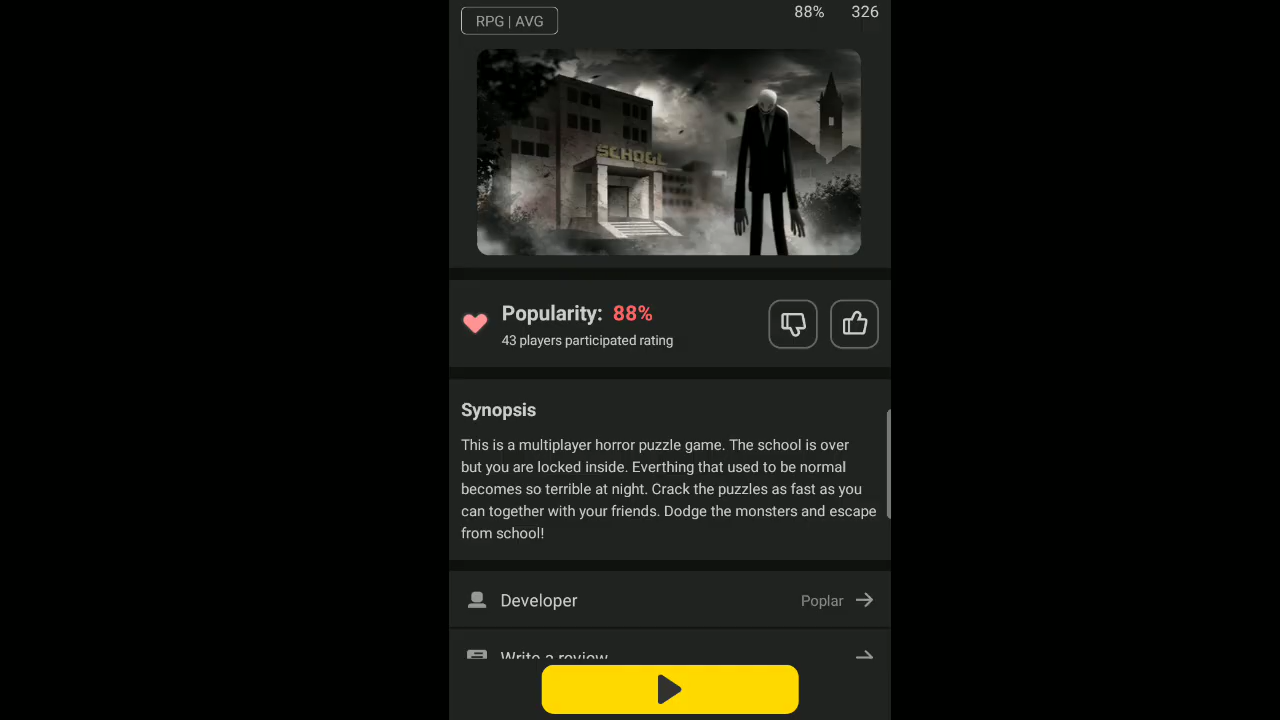 RPG | AVG
88% 326
SCHOOL
Popularity: 88%
43 players participated rating
Synopsis
This is a multiplayer horror puzzle game. The school is over
but you are locked inside. Everthing that used to be normal
becomes so terrible at night. Crack the puzzles as fast as you
can together with your friends. Dodge the monsters and escape
from school!
Developer Poplar
Write a review